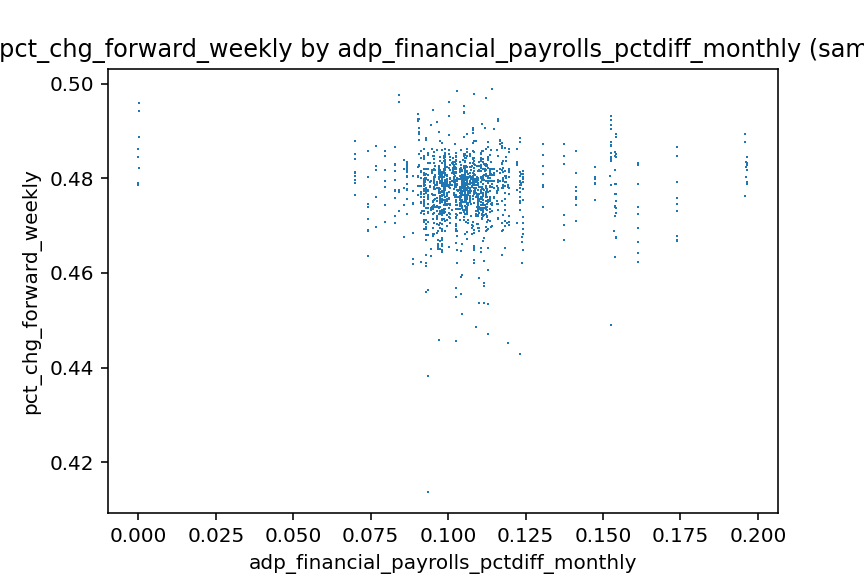 pct_chg_forward_weekly by adp_financial_payrolls_pctdiff_monthly (sam
0.50
0.48
0.46
0.44
0.42
pct_chg_forward_weekly
0.000 0.025 0.050 0.075 0.100 0.125 0.150 0.175 0.200
adp_financial_payrolls_pctdiff_monthly